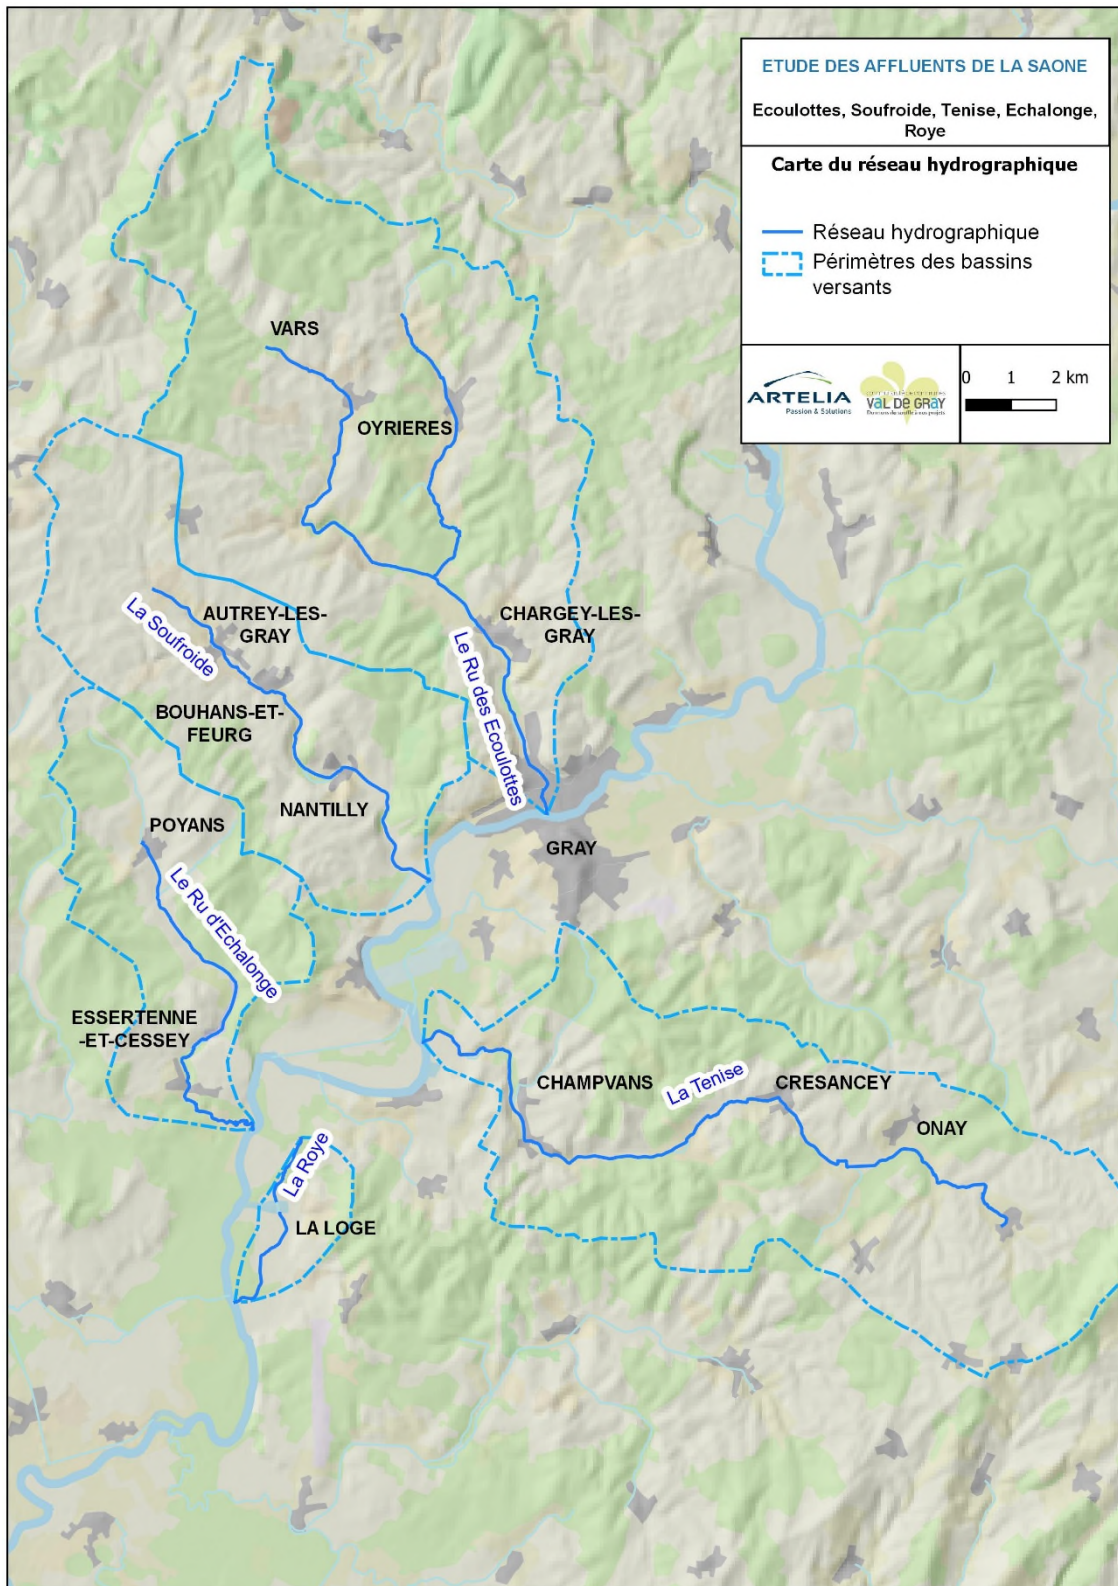 ETUDE DES AFFLUENTS DE LA SAONE
Ecoulottes, Soufroide, Tenise, Echalonge,
Roye
Carte du réseau hydrographique
Réseau hydrographique
Périmètres des bassins
versants
ARTELIA
Passion & Solutions
VAL DE GRAY
0 1 2 km
VARS
OYRIERES
La Soufroide
AUTREY-LES-
GRAY
Le Ru des Ecoulottes
CHARGEY-LES-
GRAY
BOUHANS-ET-
FEURG
NANTILLY
POYANS
GRAY
Le Ru d'Echalonge
ESSERTENNE
-ET-CESSEY
CHAMPVANS
La Tenise
CRESANCEY
ONAY
La Roye
LA LOGE